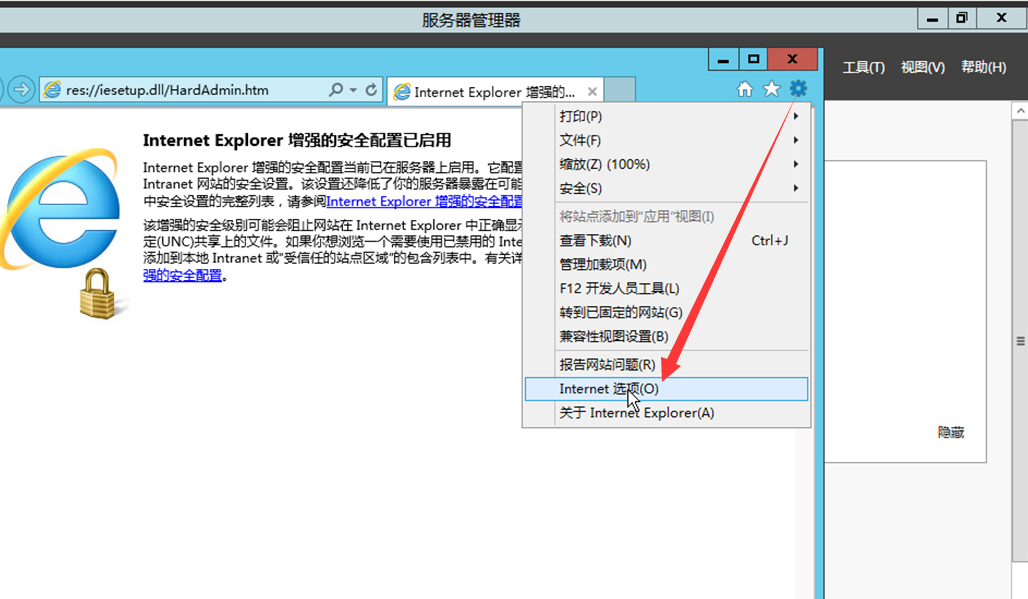 服务器管理器
工具(T) 视图(V) 帮助(H)
res://iesetup.dll/HardAdmin.htm
Internet Explorer 增强的...
Internet Explorer 增强的安全配置已启用
Internet Explorer 增强的安全配置当前已在服务器上启用。它配置
Intranet 网站的安全设置。该设置还降低了你的服务器暴露在可能
中安全设置的完整列表，请参阅Internet Explorer 增强的安全配置
该增强的安全级别可能会阻止网站在 Internet Explorer 中正确显示
定(UNC)共享上的文件。如果你想浏览一个需要使用已禁用的 Inte
添加到本地 Intranet 或"受信任的站点区域"的包含列表中。有关详
强的安全配置。
打印(P)
文件(F)
缩放(Z) (100%)
安全(S)
将站点添加到"应用"视图(I)
查看下载(N) Ctrl+J
管理加载项(M)
F12 开发人员工具(L)
转到已固定的网站(G)
兼容性视图设置(B)
报告网站问题(R)
Internet 选项(O)
关于 Internet Explorer(A)
隐藏